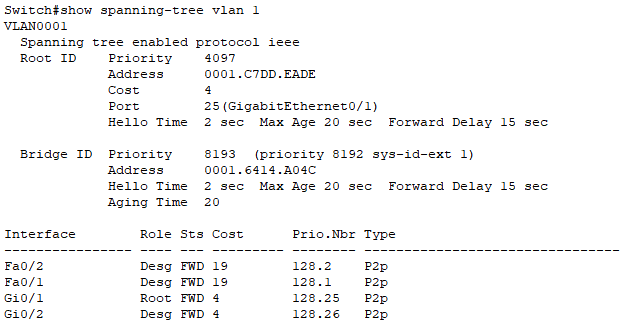 Switch#show spanning-tree vlan 1
VLAN0001
  Spanning tree enabled protocol ieee
  Root ID    Priority    4097
             Address     0001.C7DD.EADE
             Cost        4
             Port        25(GigabitEthernet0/1)
             Hello Time  2 sec  Max Age 20 sec  Forward Delay 15 sec

  Bridge ID  Priority    8193  (priority 8192 sys-id-ext 1)
             Address     0001.6414.A04C
             Hello Time  2 sec  Max Age 20 sec  Forward Delay 15 sec
             Aging Time  20

Interface        Role Sts Cost      Prio.Nbr Type
---------------- ---- --- --------- -------- --------------------------------
Fa0/2            Desg FWD 19        128.2    P2p
Fa0/1            Desg FWD 19        128.1    P2p
Gi0/1            Root FWD 4         128.25   P2p
Gi0/2            Desg FWD 4         128.26   P2p